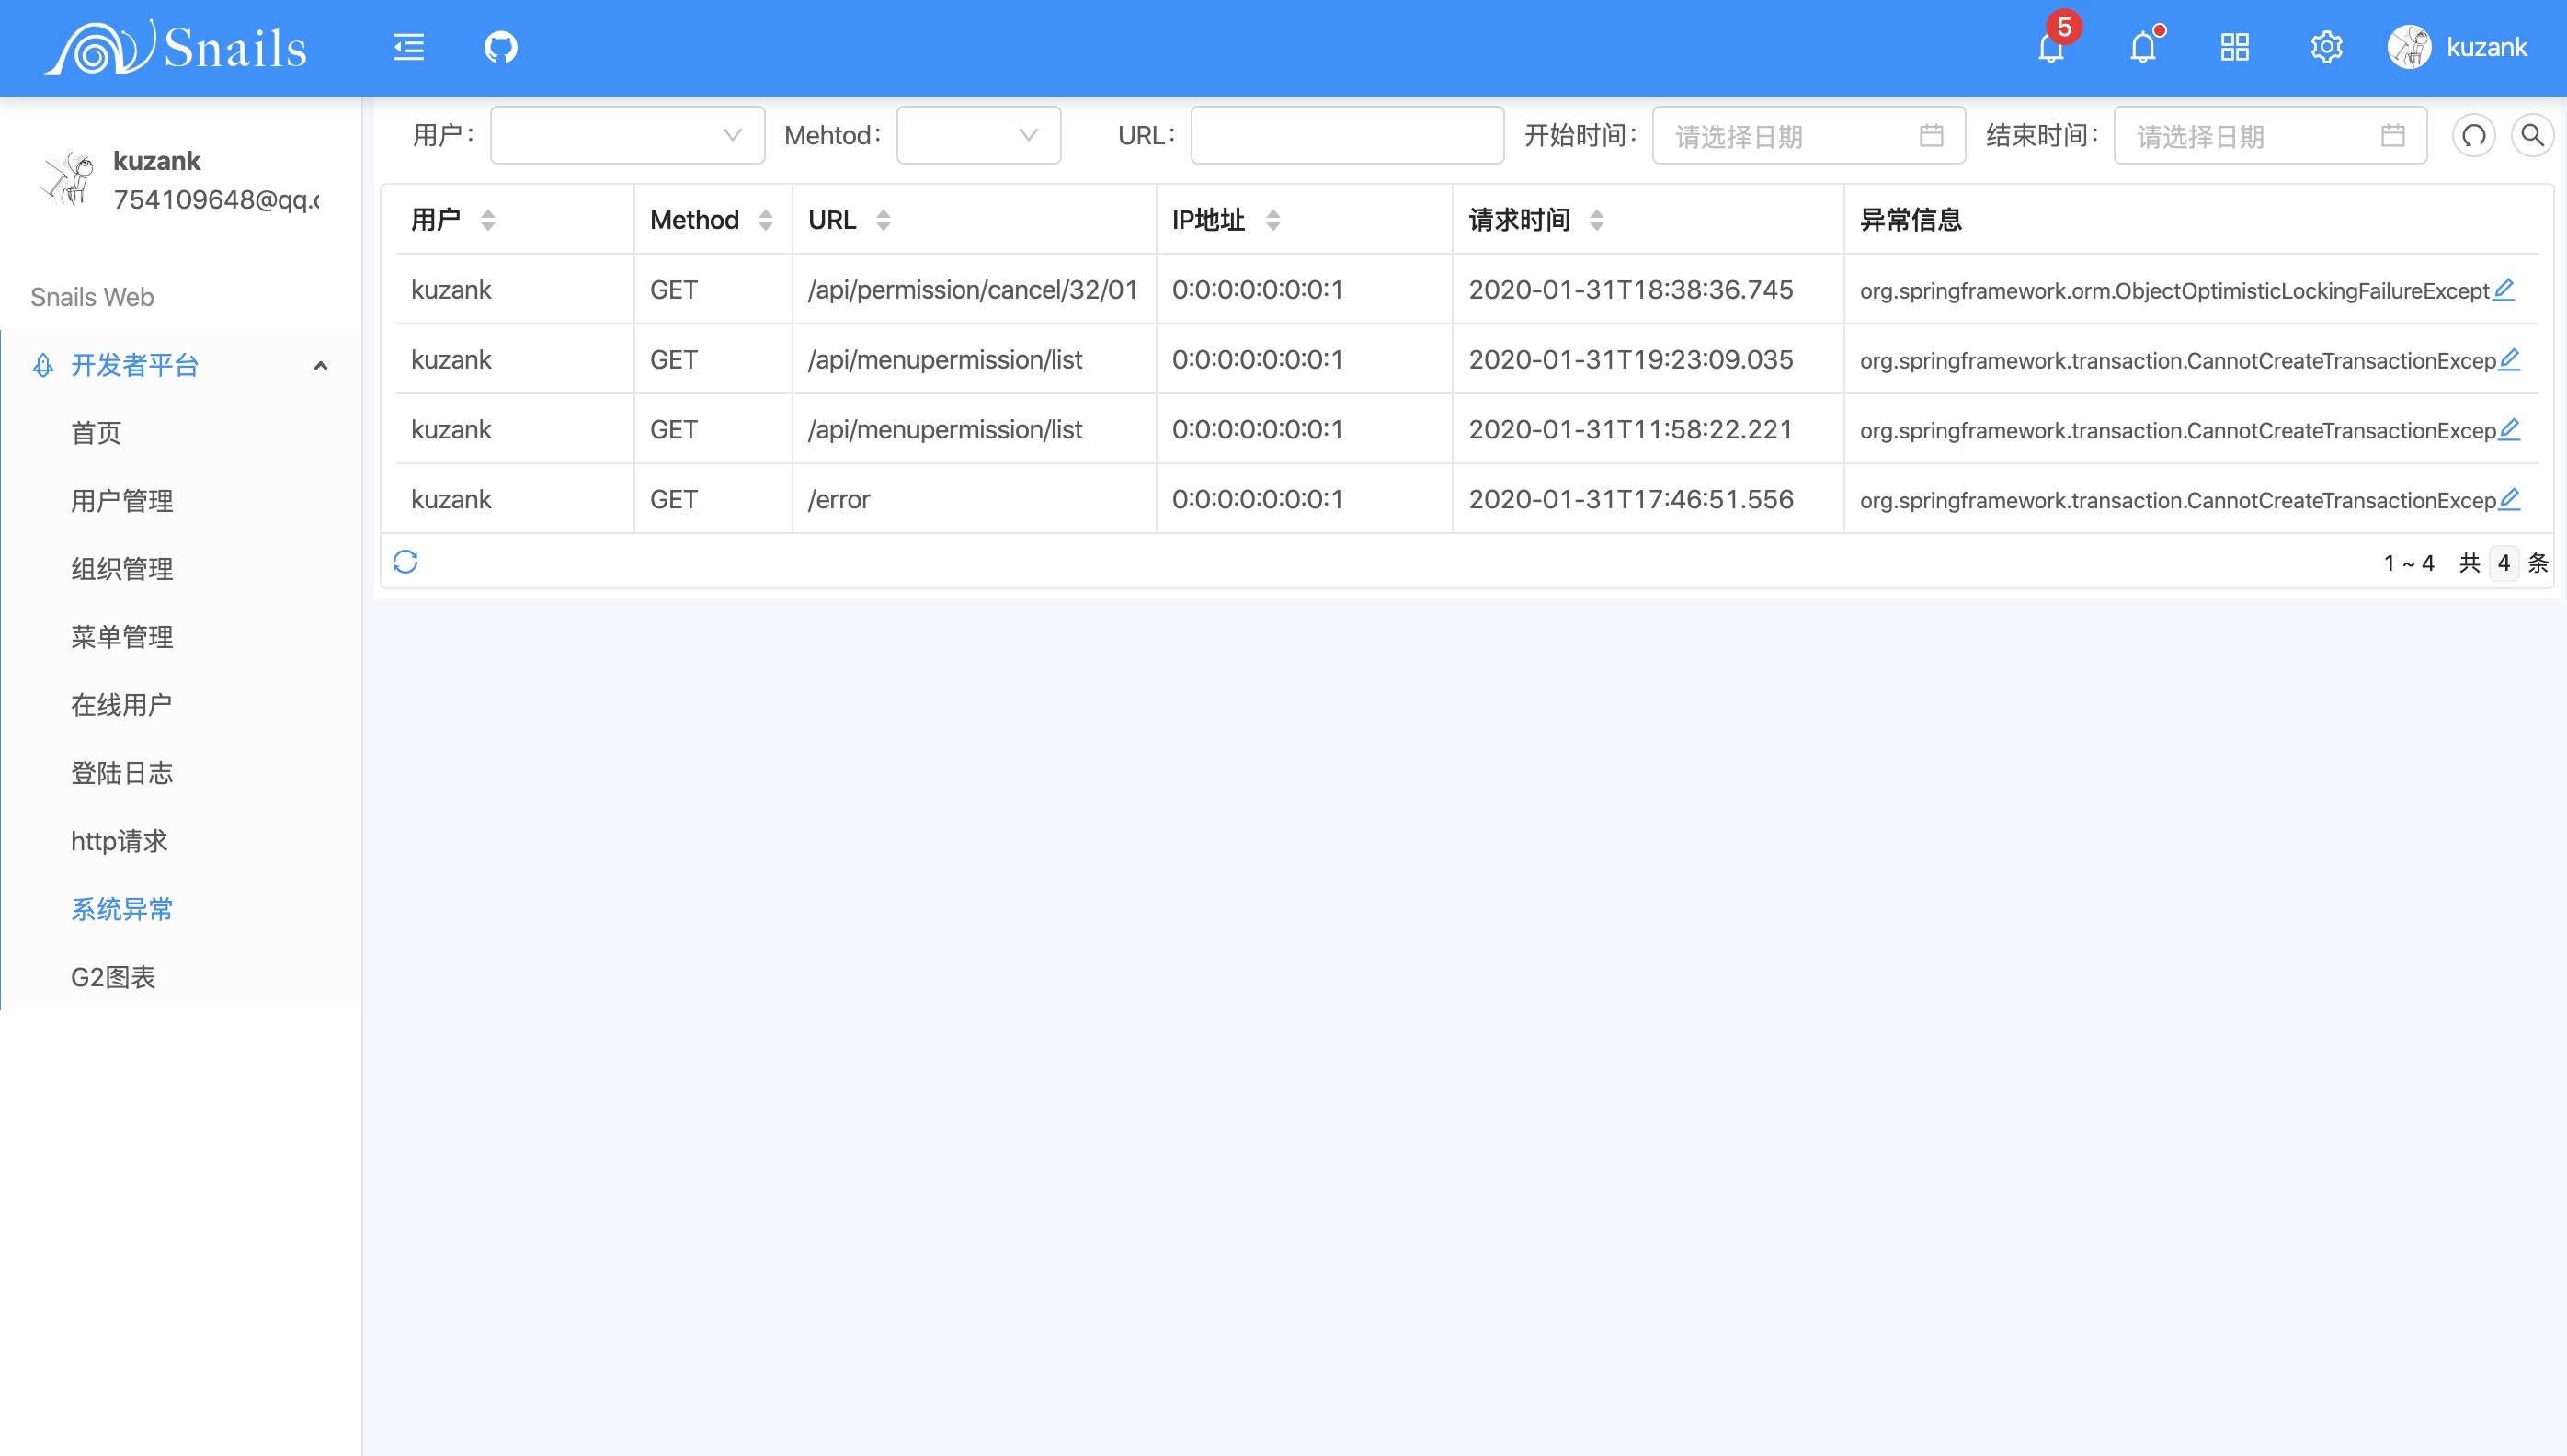 Snails
5
kuzank
kuzank
754109648@qq.c
Snails Web
开发者平台
首页
用户管理
组织管理
菜单管理
在线用户
登陆日志
http请求
系统异常
G2图表
用户: Mehtod: URL: 开始时间: 请选择日期 结束时间: 请选择日期
用户 Method URL IP地址 请求时间 异常信息
kuzank GET /api/permission/cancel/32/01 0:0:0:0:0:0:0:1 2020-01-31T18:38:36.745 org.springframework.orm.ObjectOptimisticLockingFailureExcept
kuzank GET /api/menupermission/list 0:0:0:0:0:0:0:1 2020-01-31T19:23:09.035 org.springframework.transaction.CannotCreateTransactionExcep
kuzank GET /api/menupermission/list 0:0:0:0:0:0:0:1 2020-01-31T11:58:22.221 org.springframework.transaction.CannotCreateTransactionExcep
kuzank GET /error 0:0:0:0:0:0:0:1 2020-01-31T17:46:51.556 org.springframework.transaction.CannotCreateTransactionExcep
1 ~ 4 共 4 条